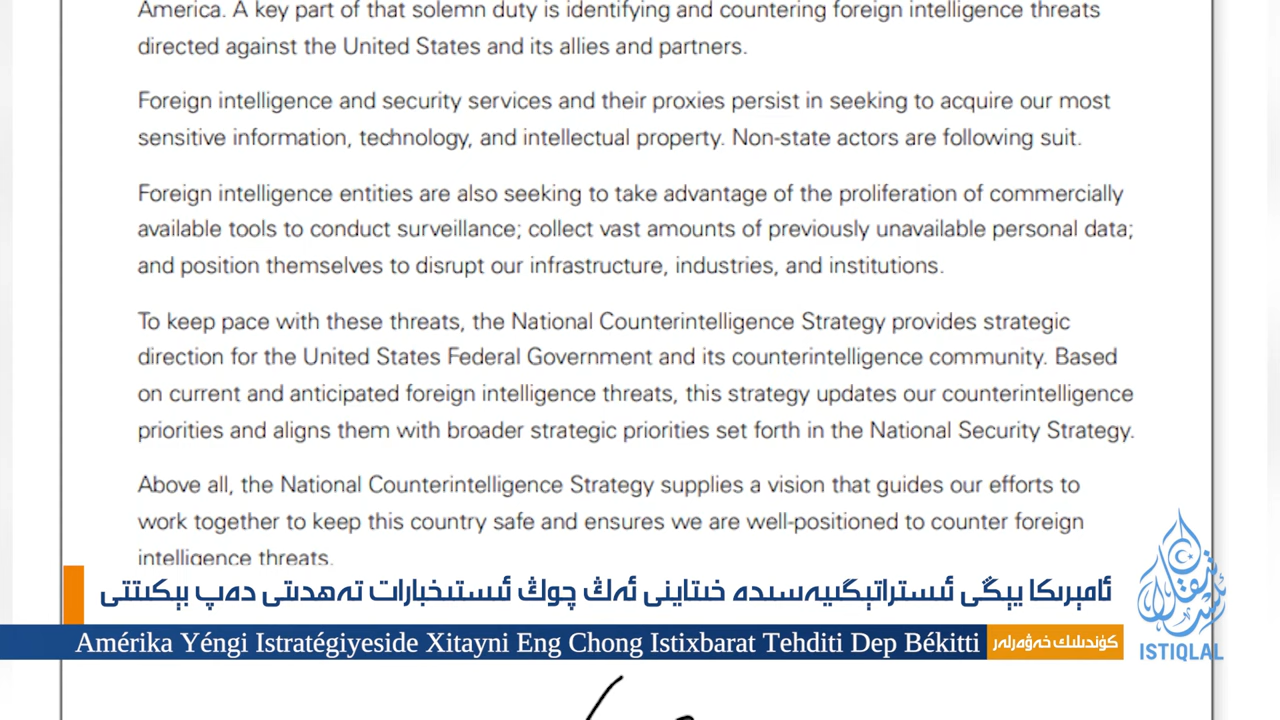 America. A key part of that solemn duty is identifying and countering foreign intelligence threats
directed against the United States and its allies and partners.
Foreign intelligence and security services and their proxies persist in seeking to acquire our most
sensitive information, technology, and intellectual property. Non-state actors are following suit.
Foreign intelligence entities are also seeking to take advantage of the proliferation of commercially
available tools to conduct surveillance; collect vast amounts of previously unavailable personal data;
and position themselves to disrupt our infrastructure, industries, and institutions.
To keep pace with these threats, the National Counterintelligence Strategy provides strategic
direction for the United States Federal Government and its counterintelligence community. Based
on current and anticipated foreign intelligence threats, this strategy updates our counterintelligence
priorities and aligns them with broader strategic priorities set forth in the National Security Strategy.
Above all, the National Counterintelligence Strategy supplies a vision that guides our efforts to
work together to keep this country safe and ensures we are well-positioned to counter foreign
intelligence threats.
ئامېرىكا يېڭى ئىستراتېگىيەسىدە خىتاينى ئەڭ چوڭ ئىستىخبارات تەھدىتى دەپ بېكىتتى
Amérika Yéngi Istratégiyeside Xitayni Eng Chong Istixbarat Tehditi Dep Békitti
كۈندىلىك خەۋەرلەر
ISTIQLAL